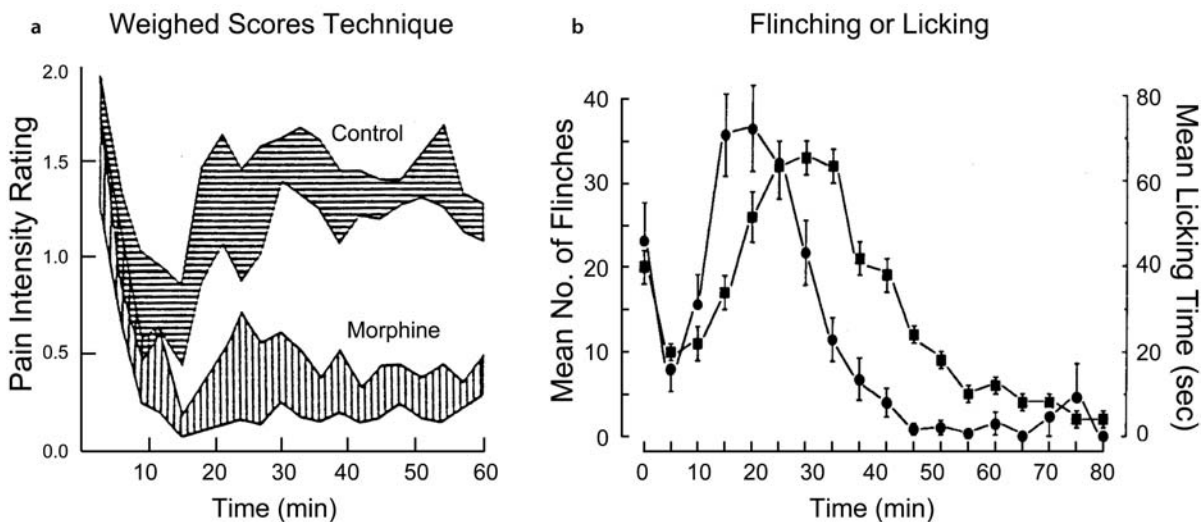 a Weighed Scores Technique
Pain Intensity Rating
2.0
1.5
1.0
0.5
0.0
Control
Morphine
10 20 30 40 50 60
Time (min)
b Flinching or Licking
Mean No. of Flinches
40
30
20
10
0
80
60
40
20
0
Mean Licking Time (sec)
0 10 20 30 40 50 60 70 80
Time (min)